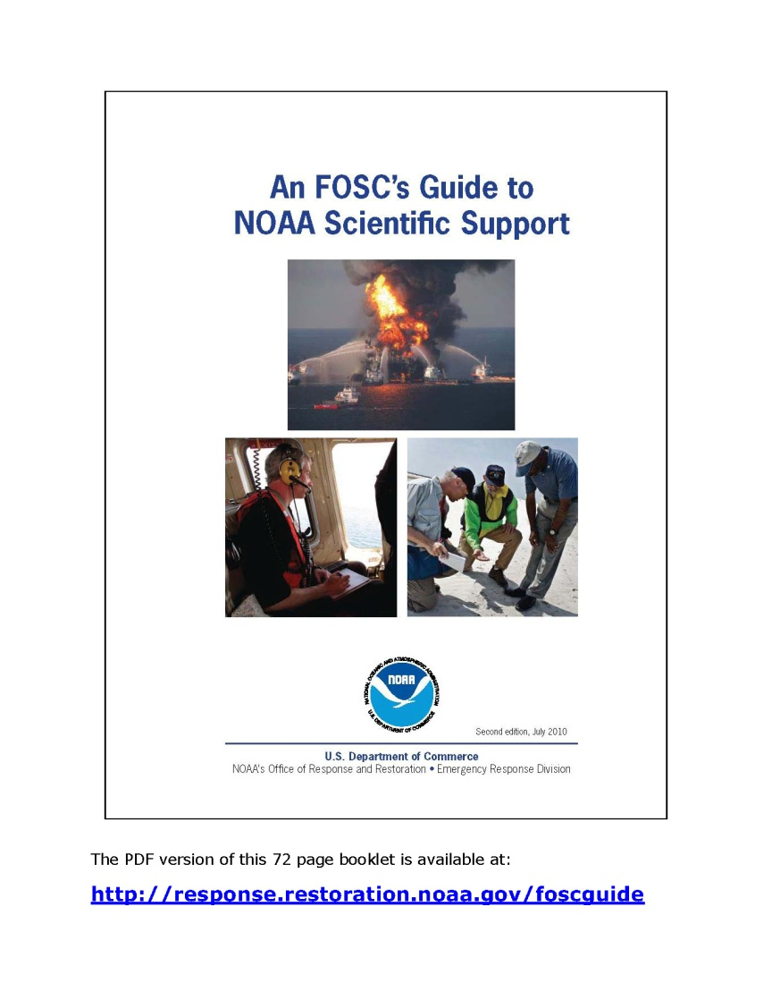 An FOSC's Guide to
NOAA Scientific Support
NATIONAL OCEANIC AND ATMOSPHERIC ADMINISTRATION
NOAA
U.S. DEPARTMENT OF COMMERCE
Second edition, July 2010
U.S. Department of Commerce
NOAA's Office of Response and Restoration • Emergency Response Division
The PDF version of this 72 page booklet is available at:
http://response.restoration.noaa.gov/foscguide